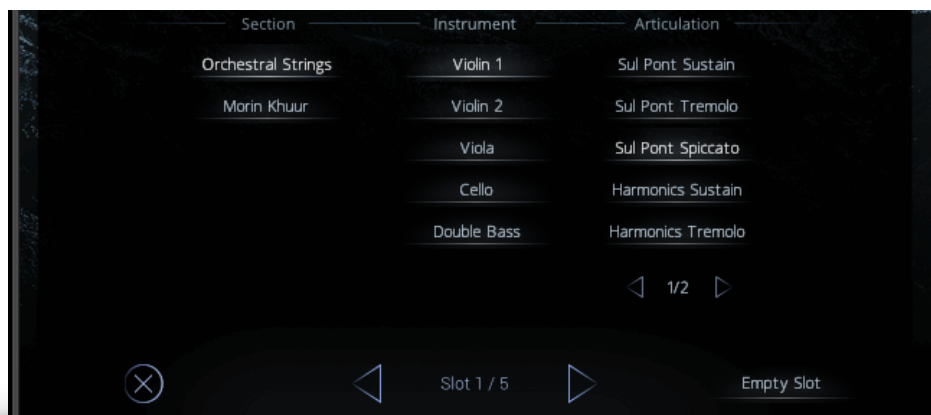 Section Instrument Articulation
Orchestral Strings Violin 1 Sul Pont Sustain
Morin Khuur Violin 2 Sul Pont Tremolo
Viola Sul Pont Spiccato
Cello Harmonics Sustain
Double Bass Harmonics Tremolo
1/2
Slot 1 / 5 Empty Slot